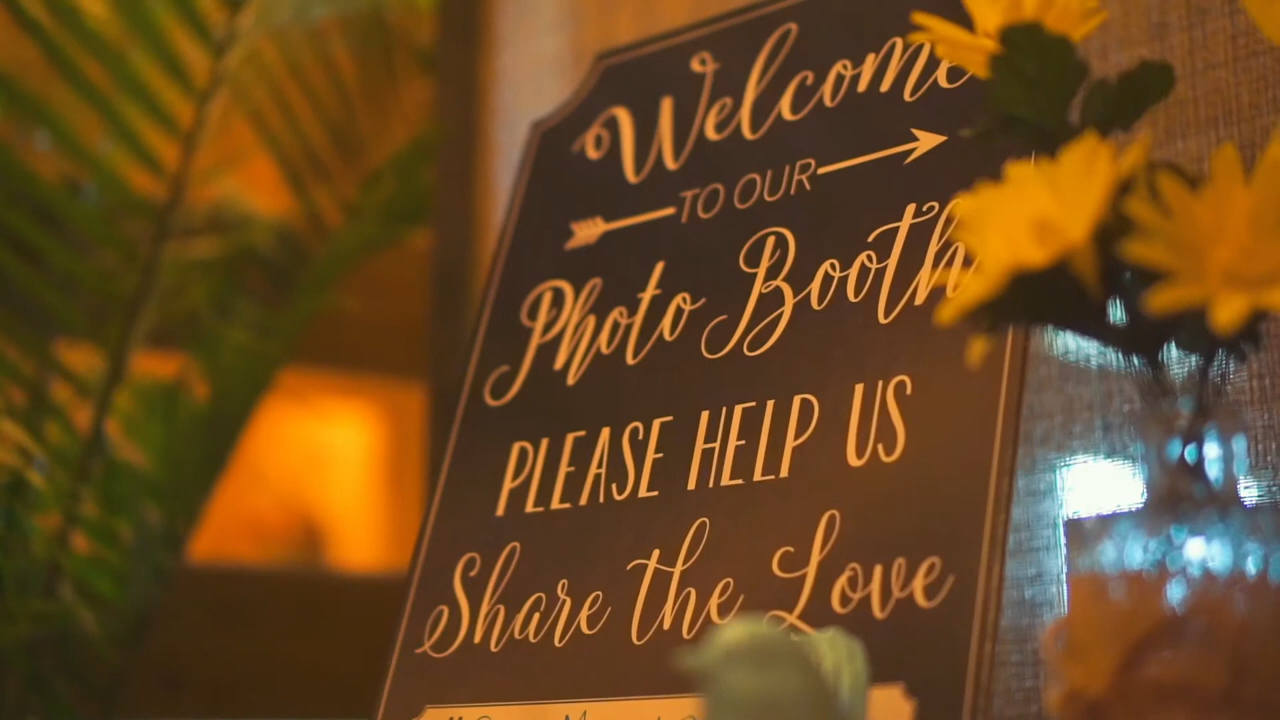 Welcome
TO OUR
Photo Booth
PLEASE HELP US
Share the Love